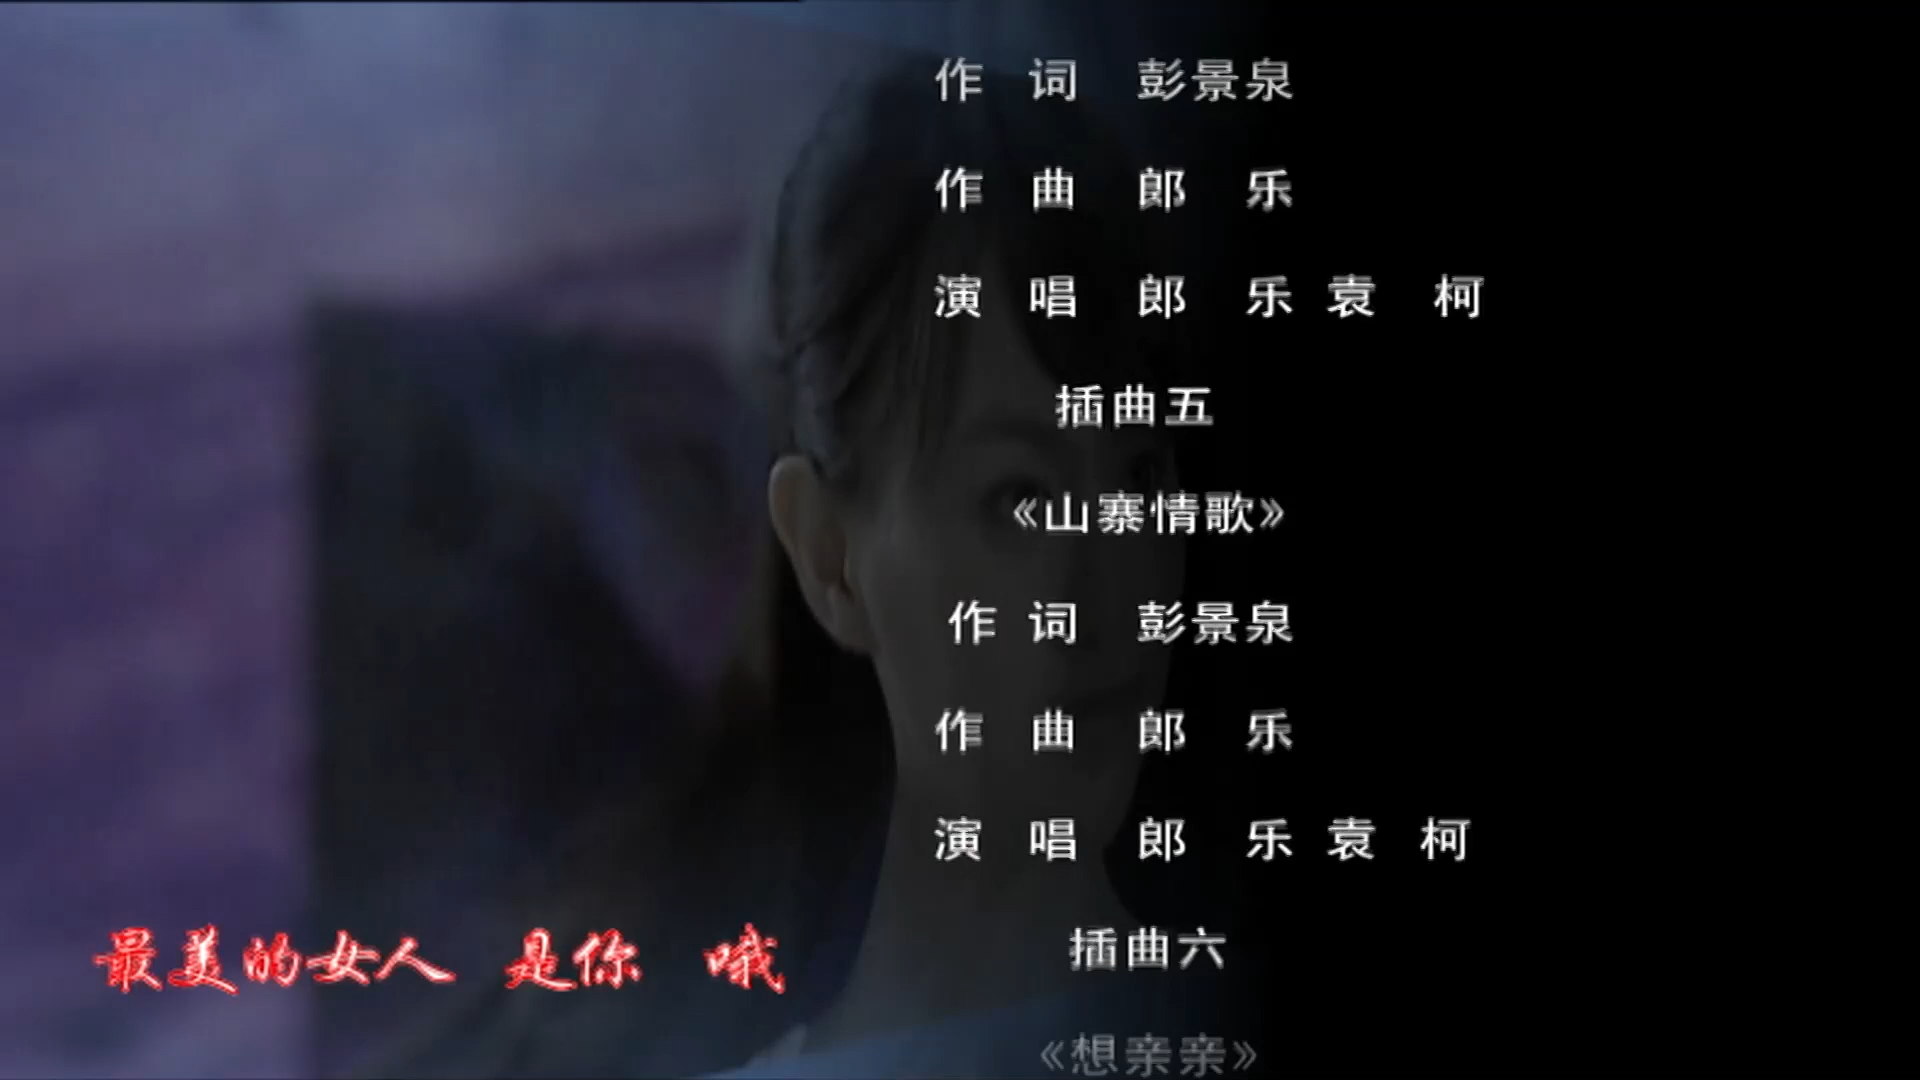 作 词 彭景泉
作 曲 郎 乐
演 唱 郎 乐 袁 柯
插曲五
《山寨情歌》
作 词 彭景泉
作 曲 郎 乐
演 唱 郎 乐 袁 柯
插曲六
《想亲亲》
最美的女人 是你 哦